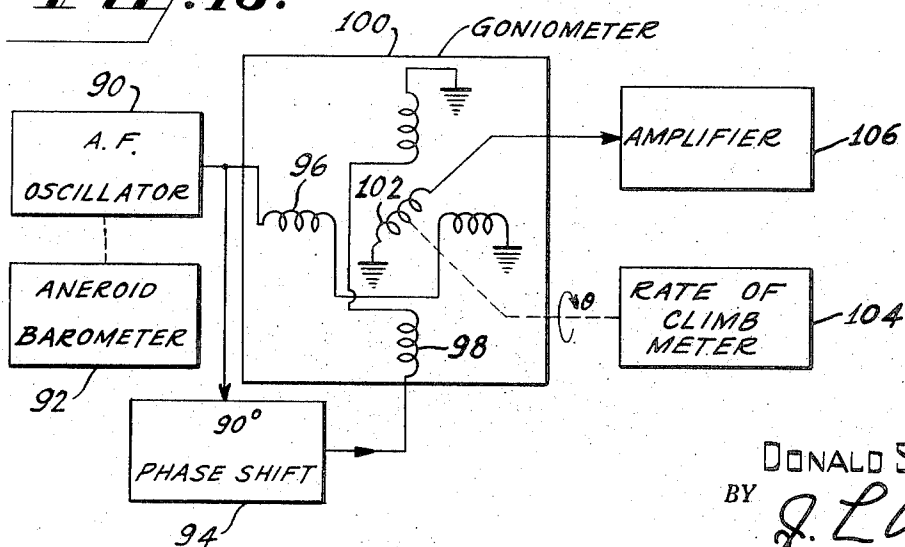 100
GONIOMETER
90
A.F.
OSCILLATOR
96
102
AMPLIFIER
106
ANEROID
BAROMETER
92
98
θ
RATE OF
CLIMB
METER
104
90°
PHASE SHIFT
94
DONALD S
BY